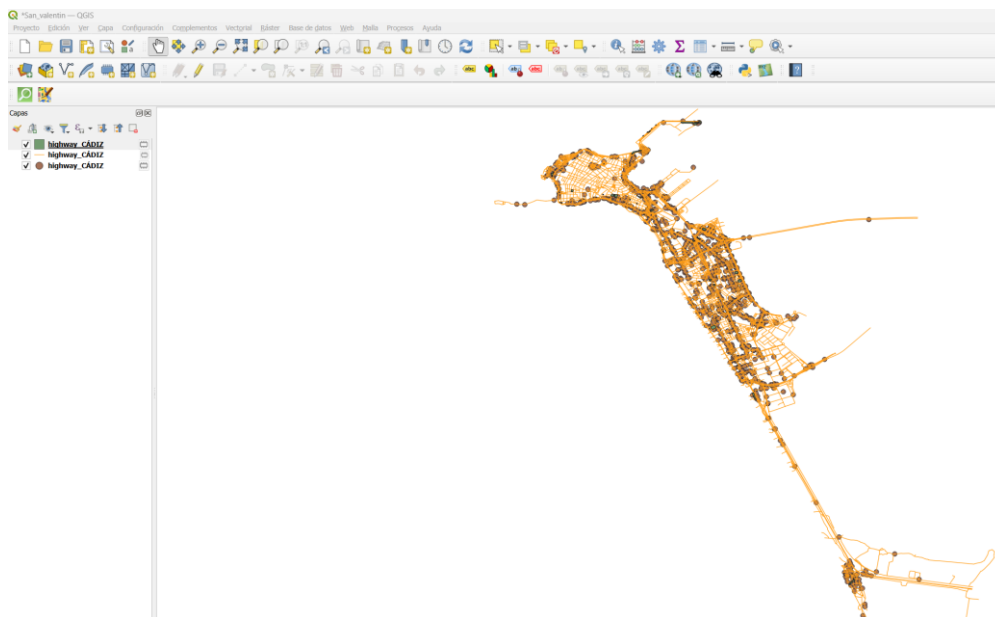 *San_valentin — QGIS
Proyecto Edición Ver Capa Configuración Complementos Vectorial Ráster Base de datos Web Malla Procesos Ayuda
Capas
highway_CÁDIZ
highway_CÁDIZ
highway_CÁDIZ